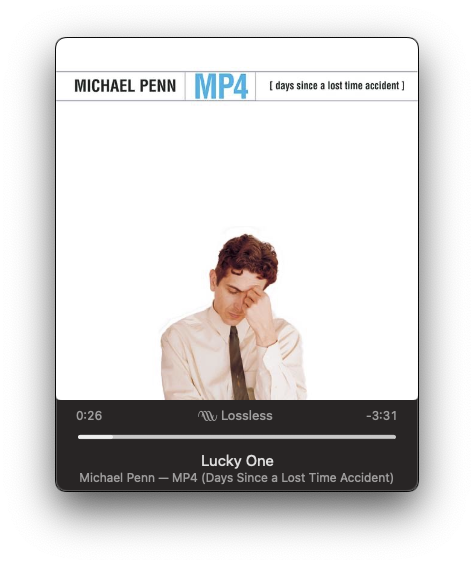 MICHAEL PENN MP4 [ days since a lost time accident ]
0:26 Lossless -3:31
Lucky One
Michael Penn — MP4 (Days Since a Lost Time Accident)